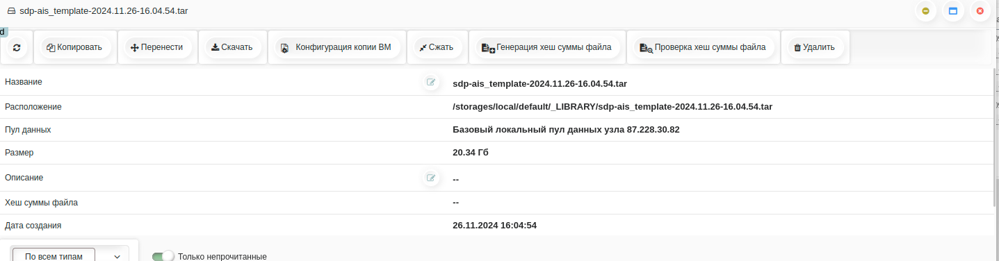 sdp-ais_template-2024.11.26-16.04.54.tar
d
Копировать Перенести Скачать Конфигурация копии ВМ Сжать Генерация хеш суммы файла Проверка хеш суммы файла Удалить
Название sdp-ais_template-2024.11.26-16.04.54.tar
Расположение /storages/local/default/_LIBRARY/sdp-ais_template-2024.11.26-16.04.54.tar
Пул данных Базовый локальный пул данных узла 87.228.30.82
Размер 20.34 Гб
Описание --
Хеш суммы файла --
Дата создания 26.11.2024 16:04:54
По всем типам Только непрочитанные